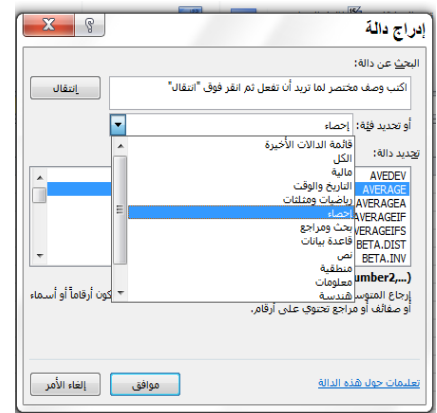 إدراج دالة
البحث عن دالة:
اكتب وصف مختصر لما تريد أن تفعل ثم انقر فوق "انتقال"
إنتقال
أو تحديد فئة: إحصاء
قائمة الدالات الأخيرة
الكل
مالية
التاريخ والوقت
رياضيات ومثلثات
إحصاء
بحث ومراجع
قاعدة بيانات
نص
منطقية
معلومات
هندسة
تحديد دالة:
AVEDEV
AVERAGE
AVERAGEA
AVERAGEIF
VERAGEIFS
BETA.DIST
BETA.INV
umber2,...)
إرجاع المتوس كون أرقاماً أو أسماء
أو صفائف أو مراجع تحتوي على أرقام.
تعليمات حول هذه الدالة
موافق
إلغاء الأمر